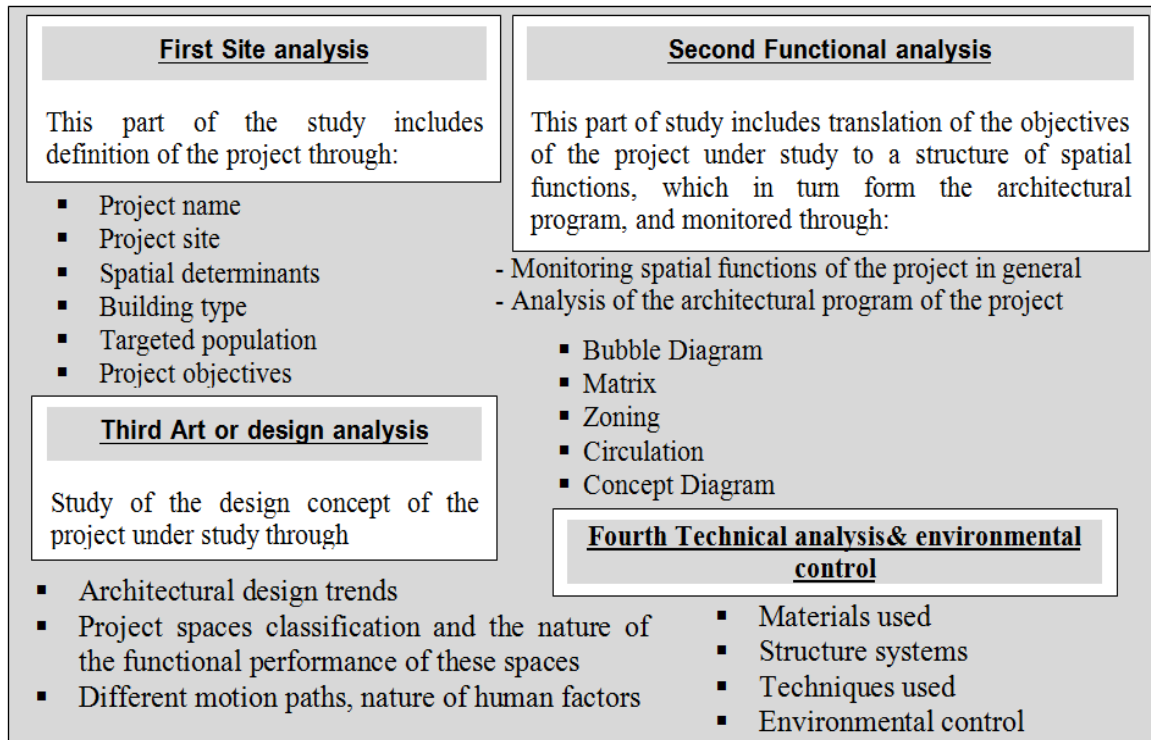 First Site analysis
This part of the study includes
definition of the project through:
▪ Project name
▪ Project site
▪ Spatial determinants
▪ Building type
▪ Targeted population
▪ Project objectives
Second Functional analysis
This part of study includes translation of the objectives
of the project under study to a structure of spatial
functions, which in turn form the architectural
program, and monitored through:
- Monitoring spatial functions of the project in general
- Analysis of the architectural program of the project
▪ Bubble Diagram
▪ Matrix
▪ Zoning
▪ Circulation
▪ Concept Diagram
Third Art or design analysis
Study of the design concept of the
project under study through
▪ Architectural design trends
▪ Project spaces classification and the nature of
the functional performance of these spaces
▪ Different motion paths, nature of human factors
Fourth Technical analysis& environmental
control
▪ Materials used
▪ Structure systems
▪ Techniques used
▪ Environmental control